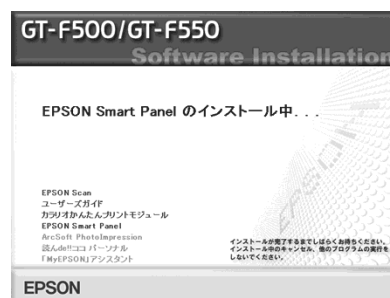 GT-F500/GT-F550
Software Installation
EPSON Smart Panel のインストール中...
EPSON Scan
ユーザーズガイド
カラリオかんたんプリントモジュール
EPSON Smart Panel
ArcSoft PhotoImpression
読んde!!ココ パーソナル
「MyEPSON」アシスタント
インストールが完了するまでしばらくお待ちください。
インストール中のキャンセル、他のプログラムの実行を
しないでください。
EPSON
EPSON